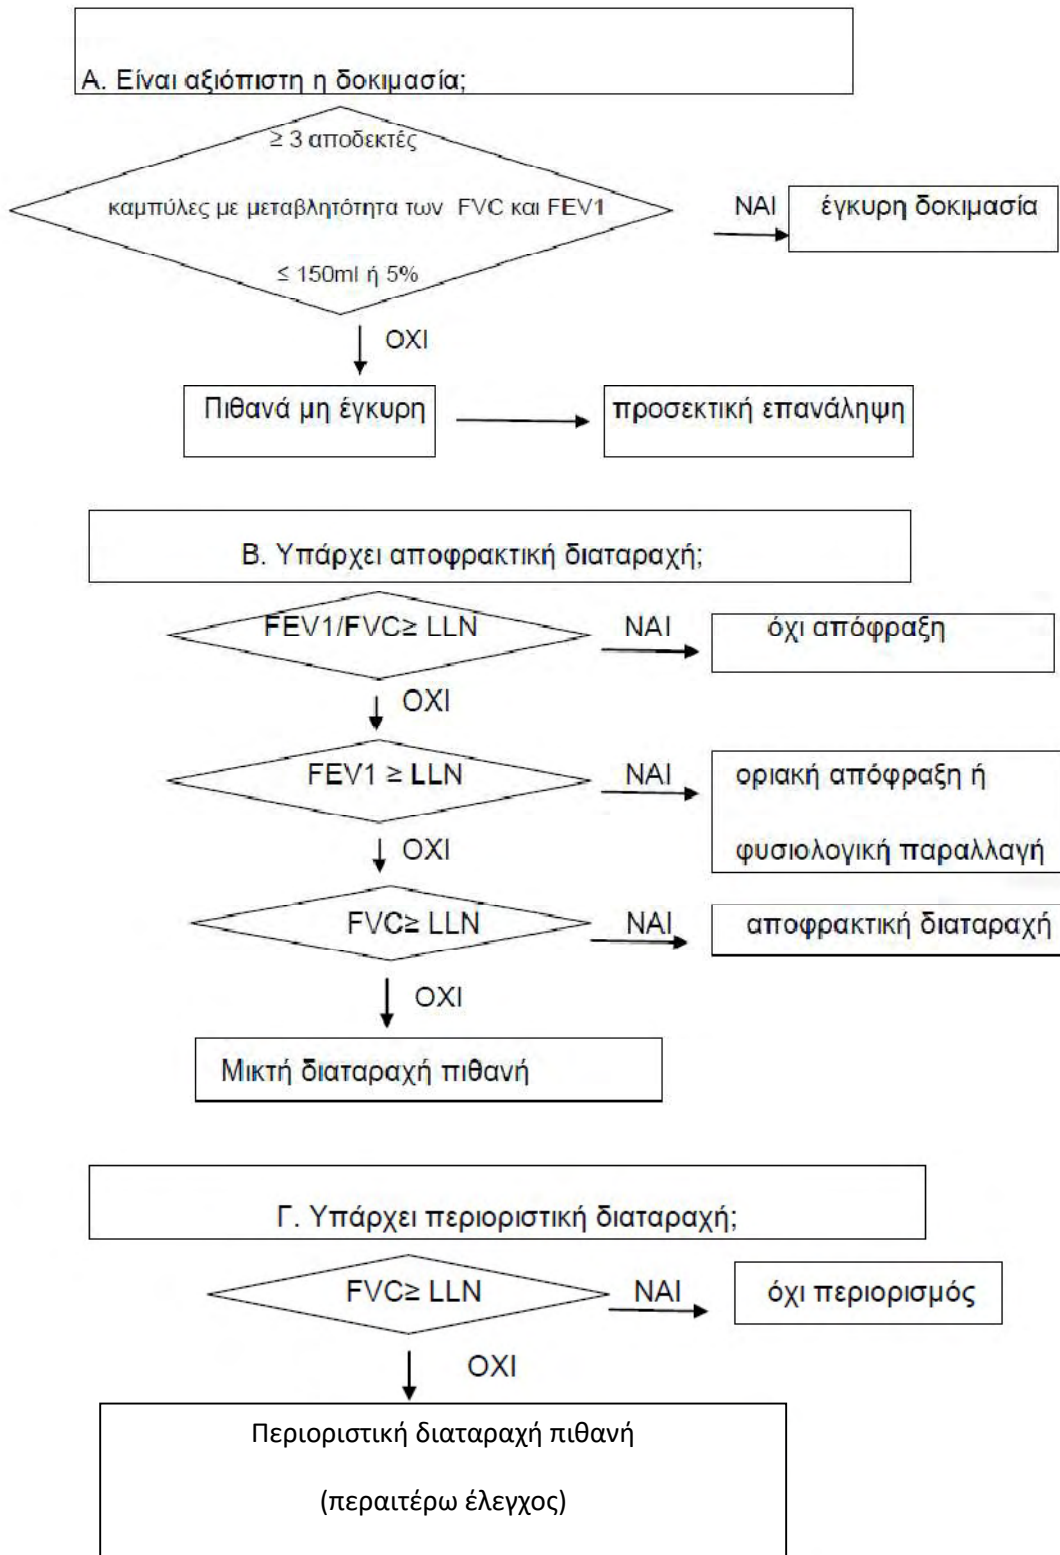 Α. Είναι αξιόπιστη η δοκιμασία;
≥ 3 αποδεκτές
καμπύλες με μεταβλητότητα των FVC και FEV1
≤ 150ml ή 5%
ΝΑΙ
έγκυρη δοκιμασία
ΟΧΙ
Πιθανά μη έγκυρη
προσεκτική επανάληψη
Β. Υπάρχει αποφρακτική διαταραχή;
FEV1/FVC≥ LLN
ΝΑΙ
όχι απόφραξη
ΟΧΙ
FEV1 ≥ LLN
ΝΑΙ
οριακή απόφραξη ή
φυσιολογική παραλλαγή
ΟΧΙ
FVC≥ LLN
ΝΑΙ
αποφρακτική διαταραχή
ΟΧΙ
Μικτή διαταραχή πιθανή
Γ. Υπάρχει περιοριστική διαταραχή;
FVC≥ LLN
ΝΑΙ
όχι περιορισμός
ΟΧΙ
Περιοριστική διαταραχή πιθανή
(περαιτέρω έλεγχος)